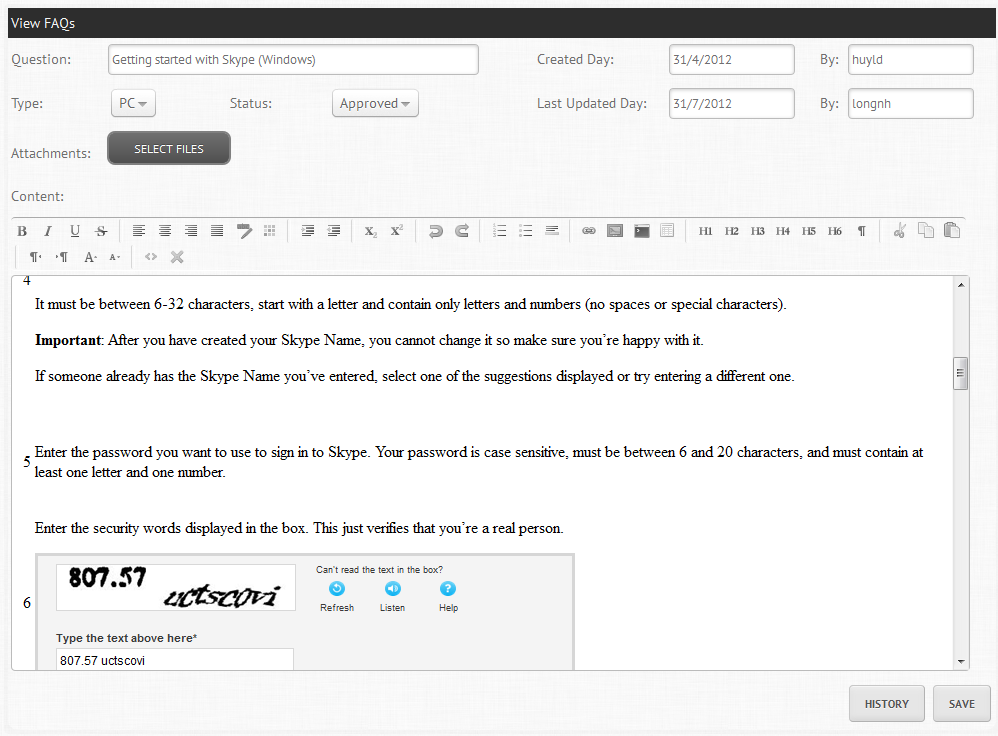 View FAQs
Question: Getting started with Skype (Windows) Created Day: 31/4/2012 By: huyld
Type: PC Status: Approved Last Updated Day: 31/7/2012 By: longnh
Attachments: SELECT FILES
Content:
B I U S X₂ X² H1 H2 H3 H4 H5 H6 ¶
¶ ¶ A A <>
4
It must be between 6-32 characters, start with a letter and contain only letters and numbers (no spaces or special characters).
Important: After you have created your Skype Name, you cannot change it so make sure you’re happy with it.
If someone already has the Skype Name you’ve entered, select one of the suggestions displayed or try entering a different one.
5 Enter the password you want to use to sign in to Skype. Your password is case sensitive, must be between 6 and 20 characters, and must contain at
least one letter and one number.
Enter the security words displayed in the box. This just verifies that you’re a real person.
6
807.57 uctscovi
Can't read the text in the box?
Refresh Listen Help
Type the text above here*
807.57 uctscovi
HISTORY SAVE